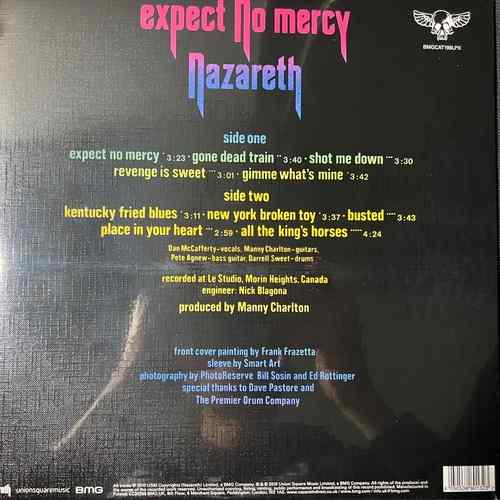 expect no mercy
Nazareth
BMGCAT198LPX
side one
expect no mercy 3:23 · gone dead train 3:40 · shot me down 3:30
revenge is sweet 3:01 · gimme what's mine 3:42
side two
kentucky fried blues 3:11 · new york broken toy 3:37 · busted 3:43
place in your heart 2:59 · all the king's horses 4:24
Dan McCafferty-vocals, Manny Charlton-guitars,
Pete Agnew-bass guitar, Darrell Sweet-drums
recorded at Le Studio, Morin Heights, Canada
engineer: Nick Blagona
produced by Manny Charlton
front cover painting by Frank Frazetta
sleeve by Smart Art
photography by PhotoReserve Bill Sosin and Ed Rottinger
special thanks to Dave Pastore and
The Premier Drum Company
unionsquaremusic BMG